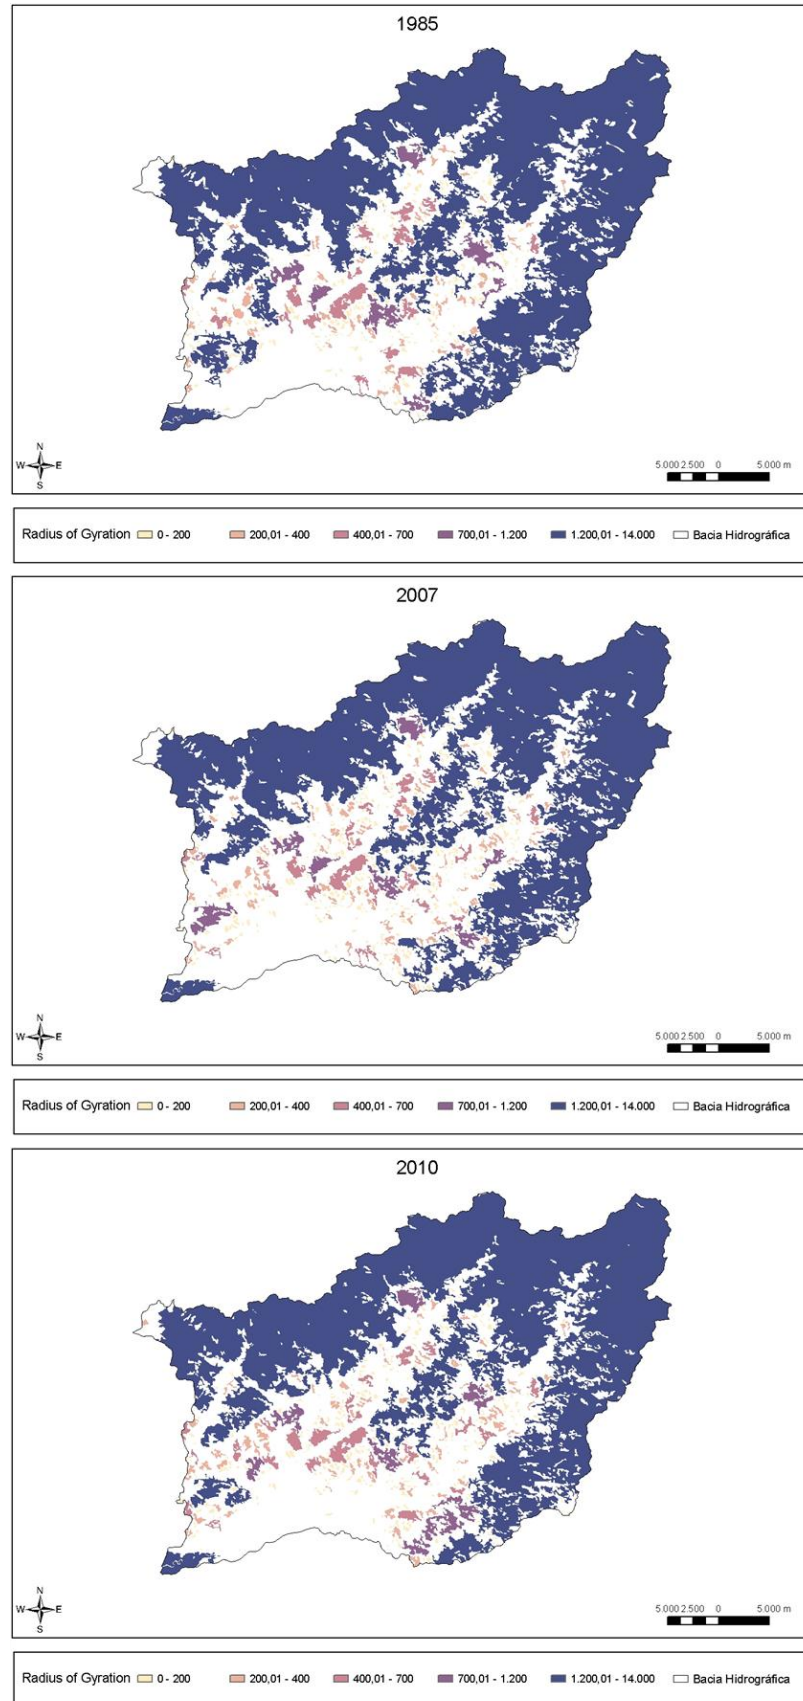 1985
N
W E
S
5.000 2.500 0 5.000 m
Radius of Gyration 0 - 200 200,01 - 400 400,01 - 700 700,01 - 1.200 1.200,01 - 14.000 Bacia Hidrográfica
2007
N
W E
S
5.000 2.500 0 5.000 m
Radius of Gyration 0 - 200 200,01 - 400 400,01 - 700 700,01 - 1.200 1.200,01 - 14.000 Bacia Hidrográfica
2010
N
W E
S
5.000 2.500 0 5.000 m
Radius of Gyration 0 - 200 200,01 - 400 400,01 - 700 700,01 - 1.200 1.200,01 - 14.000 Bacia Hidrográfica